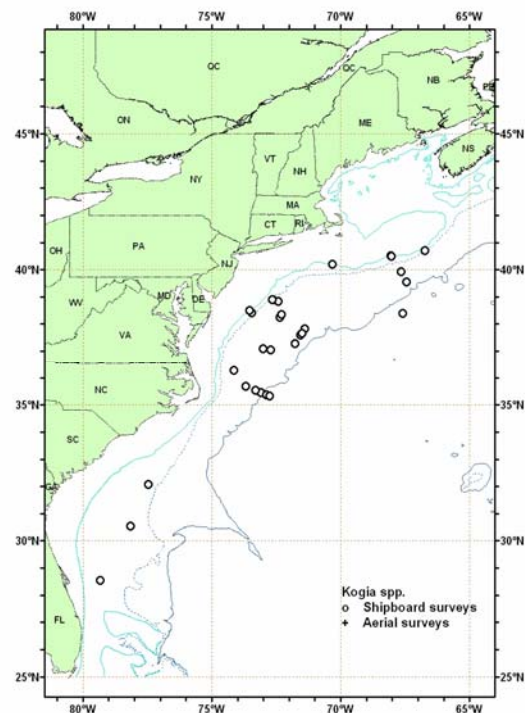 80°W 75°W 70°W 65°W
QC QC NB PE
ON ME
45°N 45°N
VT NS
NH
NY
MA
CT RI
OH PA
40°N NJ 40°N
WV MD DE
VA
NC
35°N 35°N
SC
GA
30°N 30°N
Kogia spp.
FL Shipboard surveys
Aerial surveys
25°N 25°N
80°W 75°W 70°W 65°W